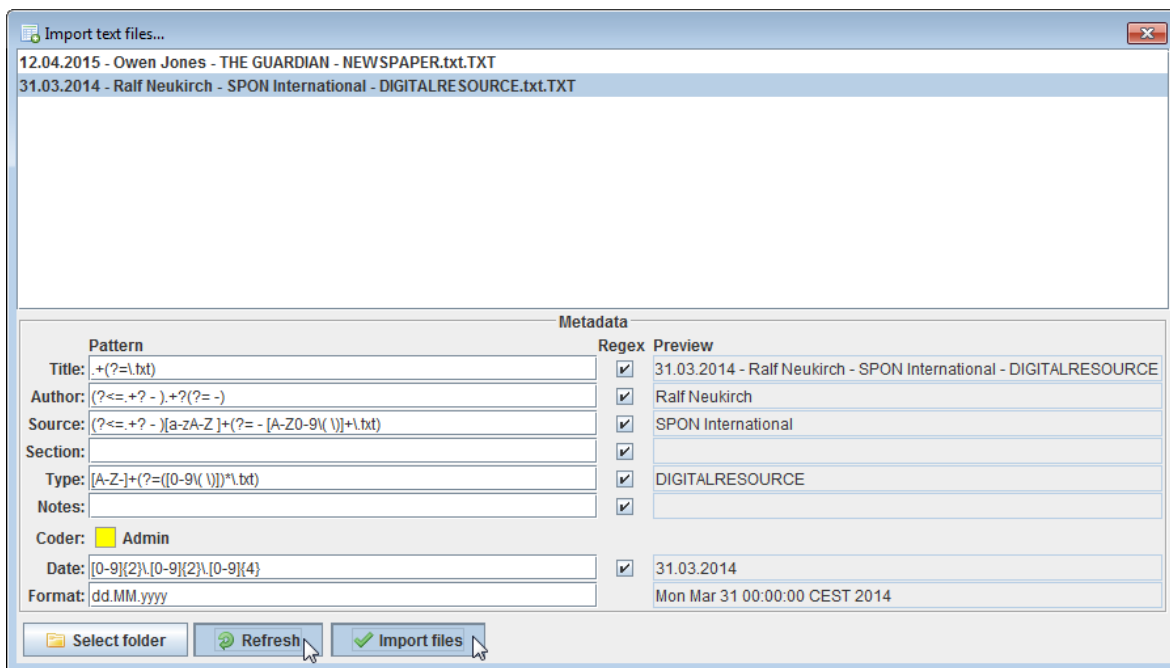 Import text files...
12.04.2015 - Owen Jones - THE GUARDIAN - NEWSPAPER.txt.TXT
31.03.2014 - Ralf Neukirch - SPON International - DIGITALRESOURCE.txt.TXT
Metadata
Pattern Regex Preview
Title: .+(?=\.txt) 31.03.2014 - Ralf Neukirch - SPON International - DIGITALRESOURCE
Author: (?<=.+? - ).+?(?= -) Ralf Neukirch
Source: (?<=.+? - )[a-zA-Z ]+(?= - [A-Z0-9\( \)]+\.txt) SPON International
Section:
Type: [A-Z-]+(?=([0-9\( \)])*\.txt) DIGITALRESOURCE
Notes:
Coder: Admin
Date: [0-9]{2}\.[0-9]{2}\.[0-9]{4} 31.03.2014
Format: dd.MM.yyyy Mon Mar 31 00:00:00 CEST 2014
Select folder Refresh Import files